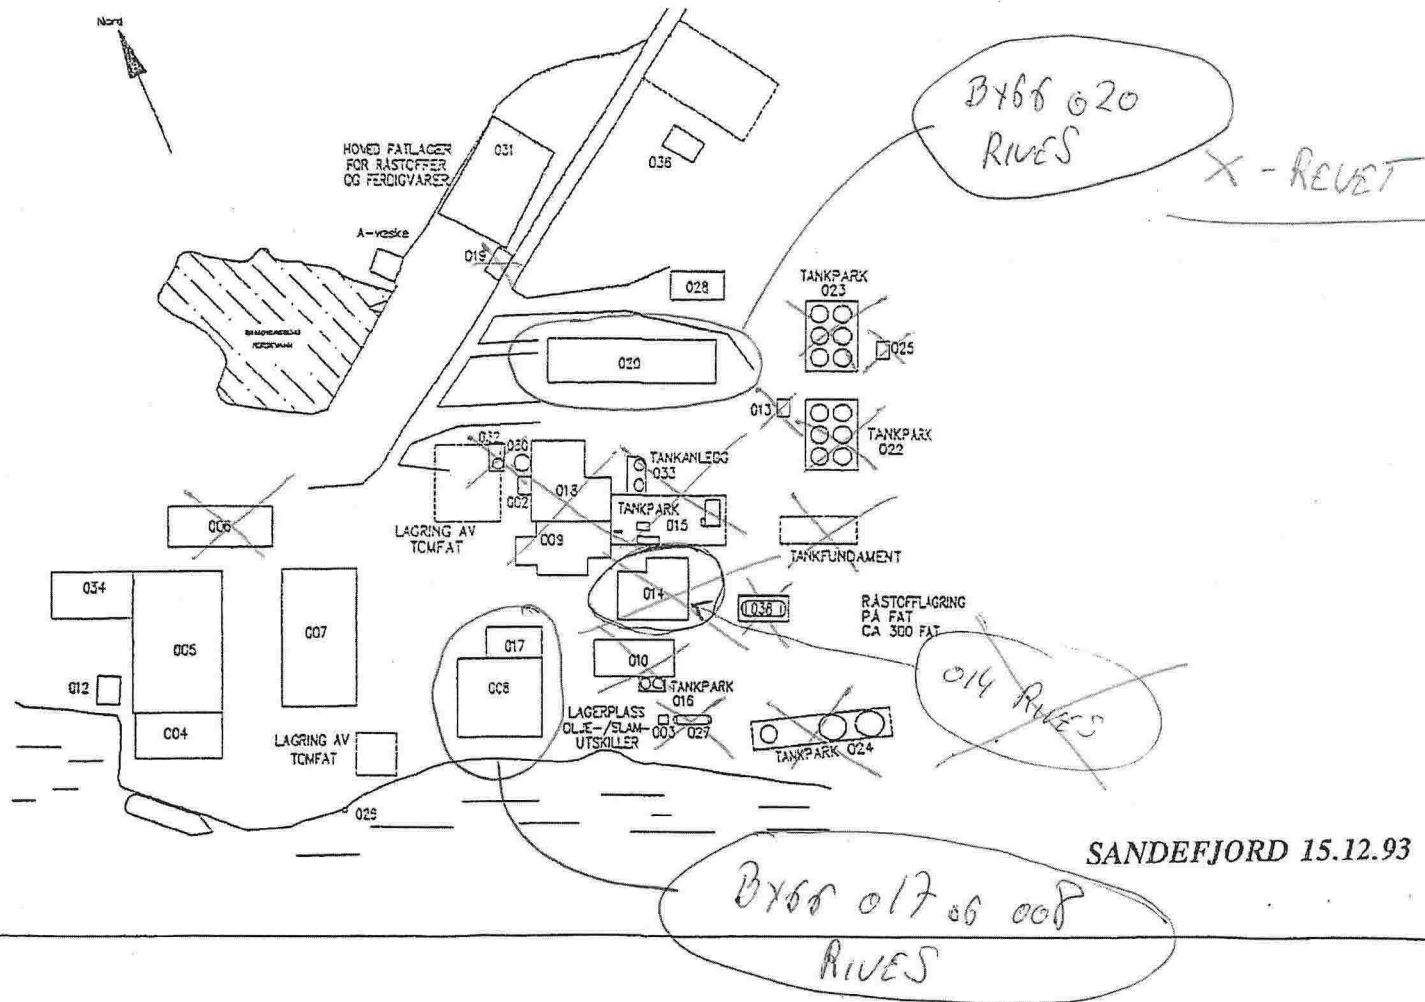 Nord
BYGG 020
RIVES
X - REVET
HOVED FATLAGER
FOR RÅSTOFFER
OG FERDIGVARER
031
036
A-væske
019
028
TANKPARK
023
025
020
013
TANKPARK
022
032
030
002
018
TANKANLEGG
033
TANKPARK
015
LAGRING AV
TOMFAT
009
TANKFUNDAMENT
006
034
005
007
014
038
RÅSTOFFLAGRING
PÅ FAT
CA 300 FAT
014 RIVES
017
008
010
012
004
TANKPARK
016
LAGERPLASS
OLJE-/SLAM-
UTSKILLER
003
027
TANKPARK 024
LAGRING AV
TOMFAT
026
SANDEFJORD 15.12.93
BYGG 017 OG 008
RIVES